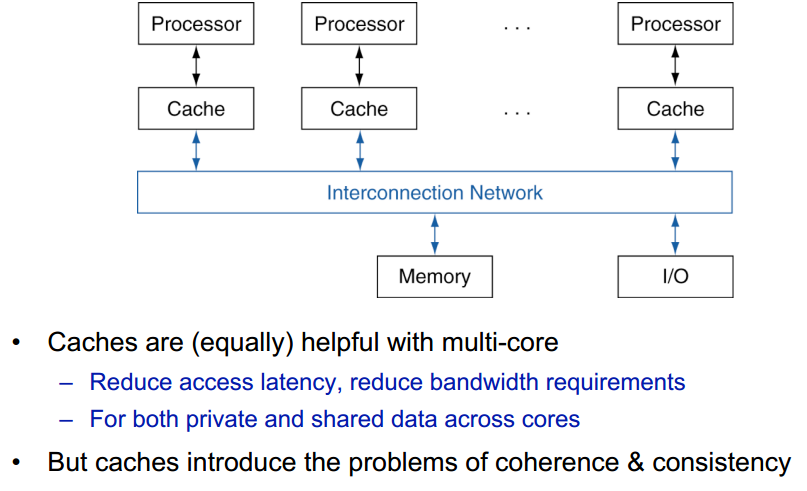 Processor Processor . . . Processor
Cache Cache . . . Cache
Interconnection Network
Memory I/O
• Caches are (equally) helpful with multi-core
– Reduce access latency, reduce bandwidth requirements
– For both private and shared data across cores
• But caches introduce the problems of coherence & consistency